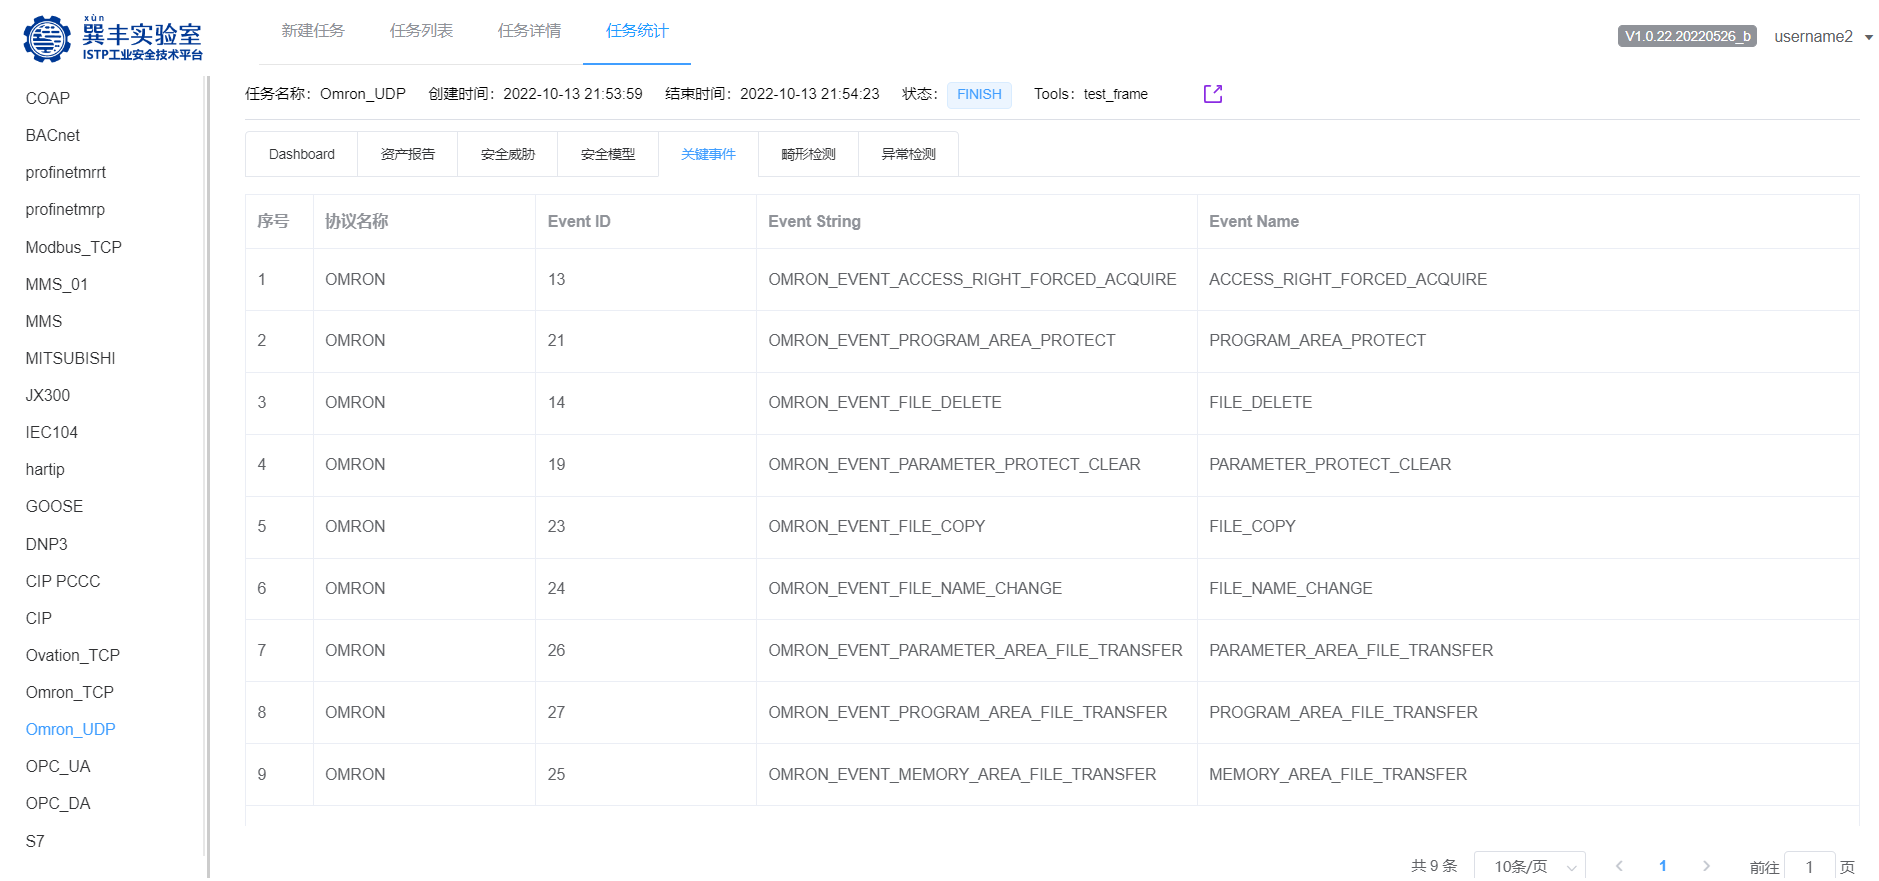 xùn
巽丰实验室
ISTP工业安全技术平台
新建任务 任务列表 任务详情 任务统计
V1.0.22.20220526_b username2
任务名称：Omron_UDP 创建时间：2022-10-13 21:53:59 结束时间：2022-10-13 21:54:23 状态：FINISH Tools：test_frame
COAP
BACnet
profinetmrrt
profinetmrp
Modbus_TCP
MMS_01
MMS
MITSUBISHI
JX300
IEC104
hartip
GOOSE
DNP3
CIP PCCC
CIP
Ovation_TCP
Omron_TCP
Omron_UDP
OPC_UA
OPC_DA
S7
Dashboard 资产报告 安全威胁 安全模型 关键事件 畸形检测 异常检测
序号 协议名称 Event ID Event String Event Name
1 OMRON 13 OMRON_EVENT_ACCESS_RIGHT_FORCED_ACQUIRE ACCESS_RIGHT_FORCED_ACQUIRE
2 OMRON 21 OMRON_EVENT_PROGRAM_AREA_PROTECT PROGRAM_AREA_PROTECT
3 OMRON 14 OMRON_EVENT_FILE_DELETE FILE_DELETE
4 OMRON 19 OMRON_EVENT_PARAMETER_PROTECT_CLEAR PARAMETER_PROTECT_CLEAR
5 OMRON 23 OMRON_EVENT_FILE_COPY FILE_COPY
6 OMRON 24 OMRON_EVENT_FILE_NAME_CHANGE FILE_NAME_CHANGE
7 OMRON 26 OMRON_EVENT_PARAMETER_AREA_FILE_TRANSFER PARAMETER_AREA_FILE_TRANSFER
8 OMRON 27 OMRON_EVENT_PROGRAM_AREA_FILE_TRANSFER PROGRAM_AREA_FILE_TRANSFER
9 OMRON 25 OMRON_EVENT_MEMORY_AREA_FILE_TRANSFER MEMORY_AREA_FILE_TRANSFER
共 9 条 10条/页 1 前往 1 页